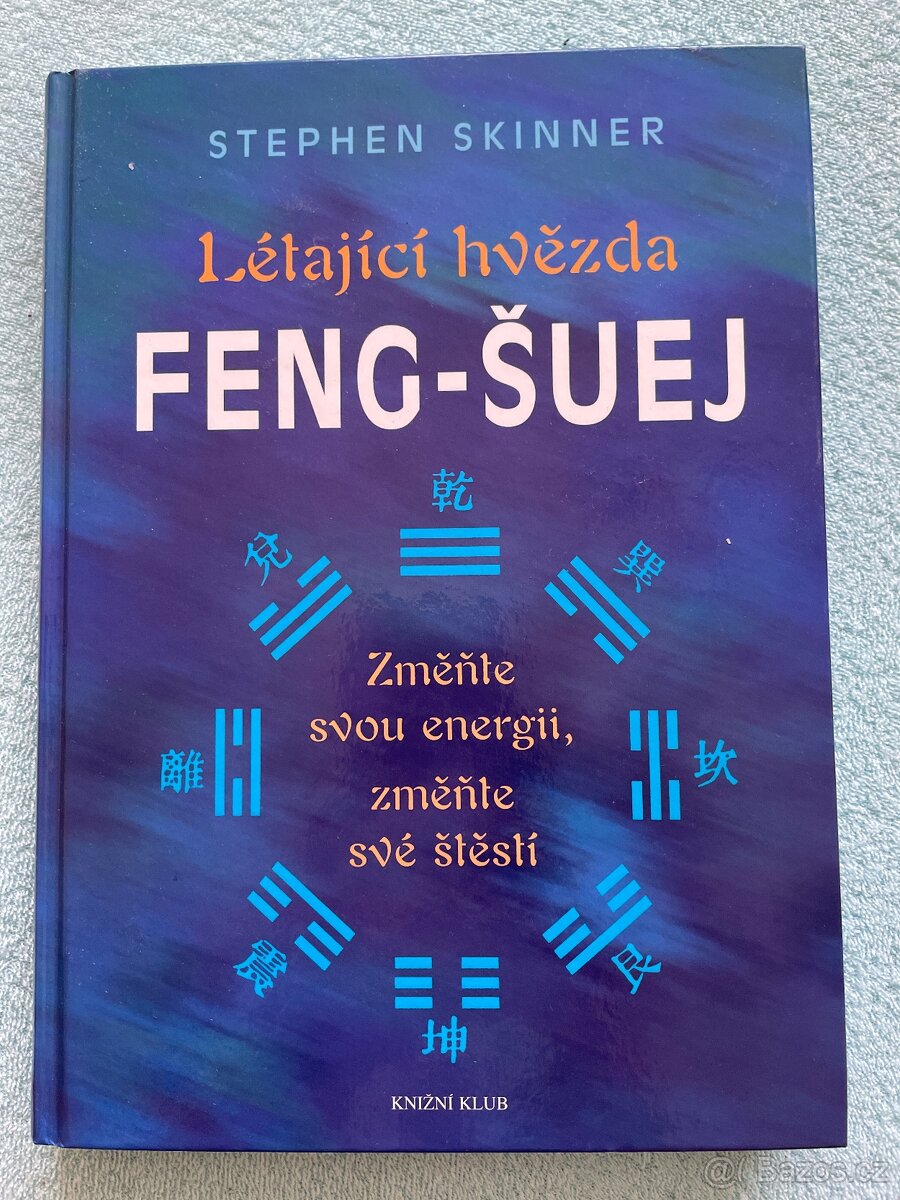 STEPHEN SKINNER
Létající hvězda
FENG-ŠUEJ
乾
兌
巽
Změňte
svou energii,
離
坎
změňte
své štěstí
震
艮
坤
KNIŽNÍ KLUB
@ Bazos.cz